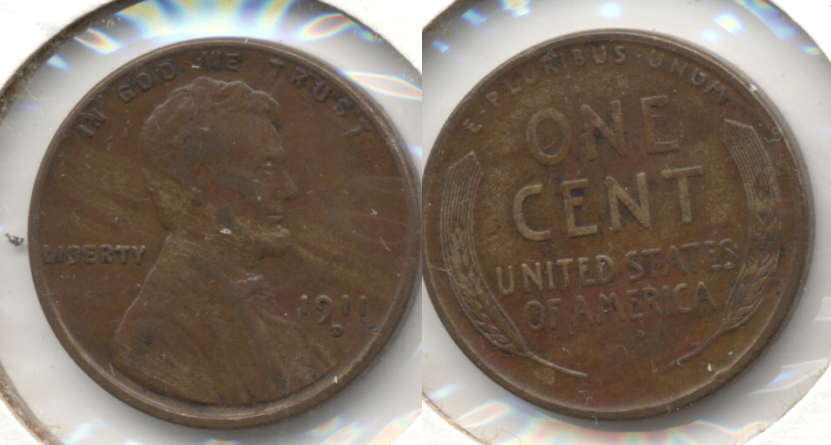 IN GOD WE TRUST
LIBERTY
1911
D
E·PLURIBUS·UNUM
ONE
CENT
UNITED STATES
OF AMERICA